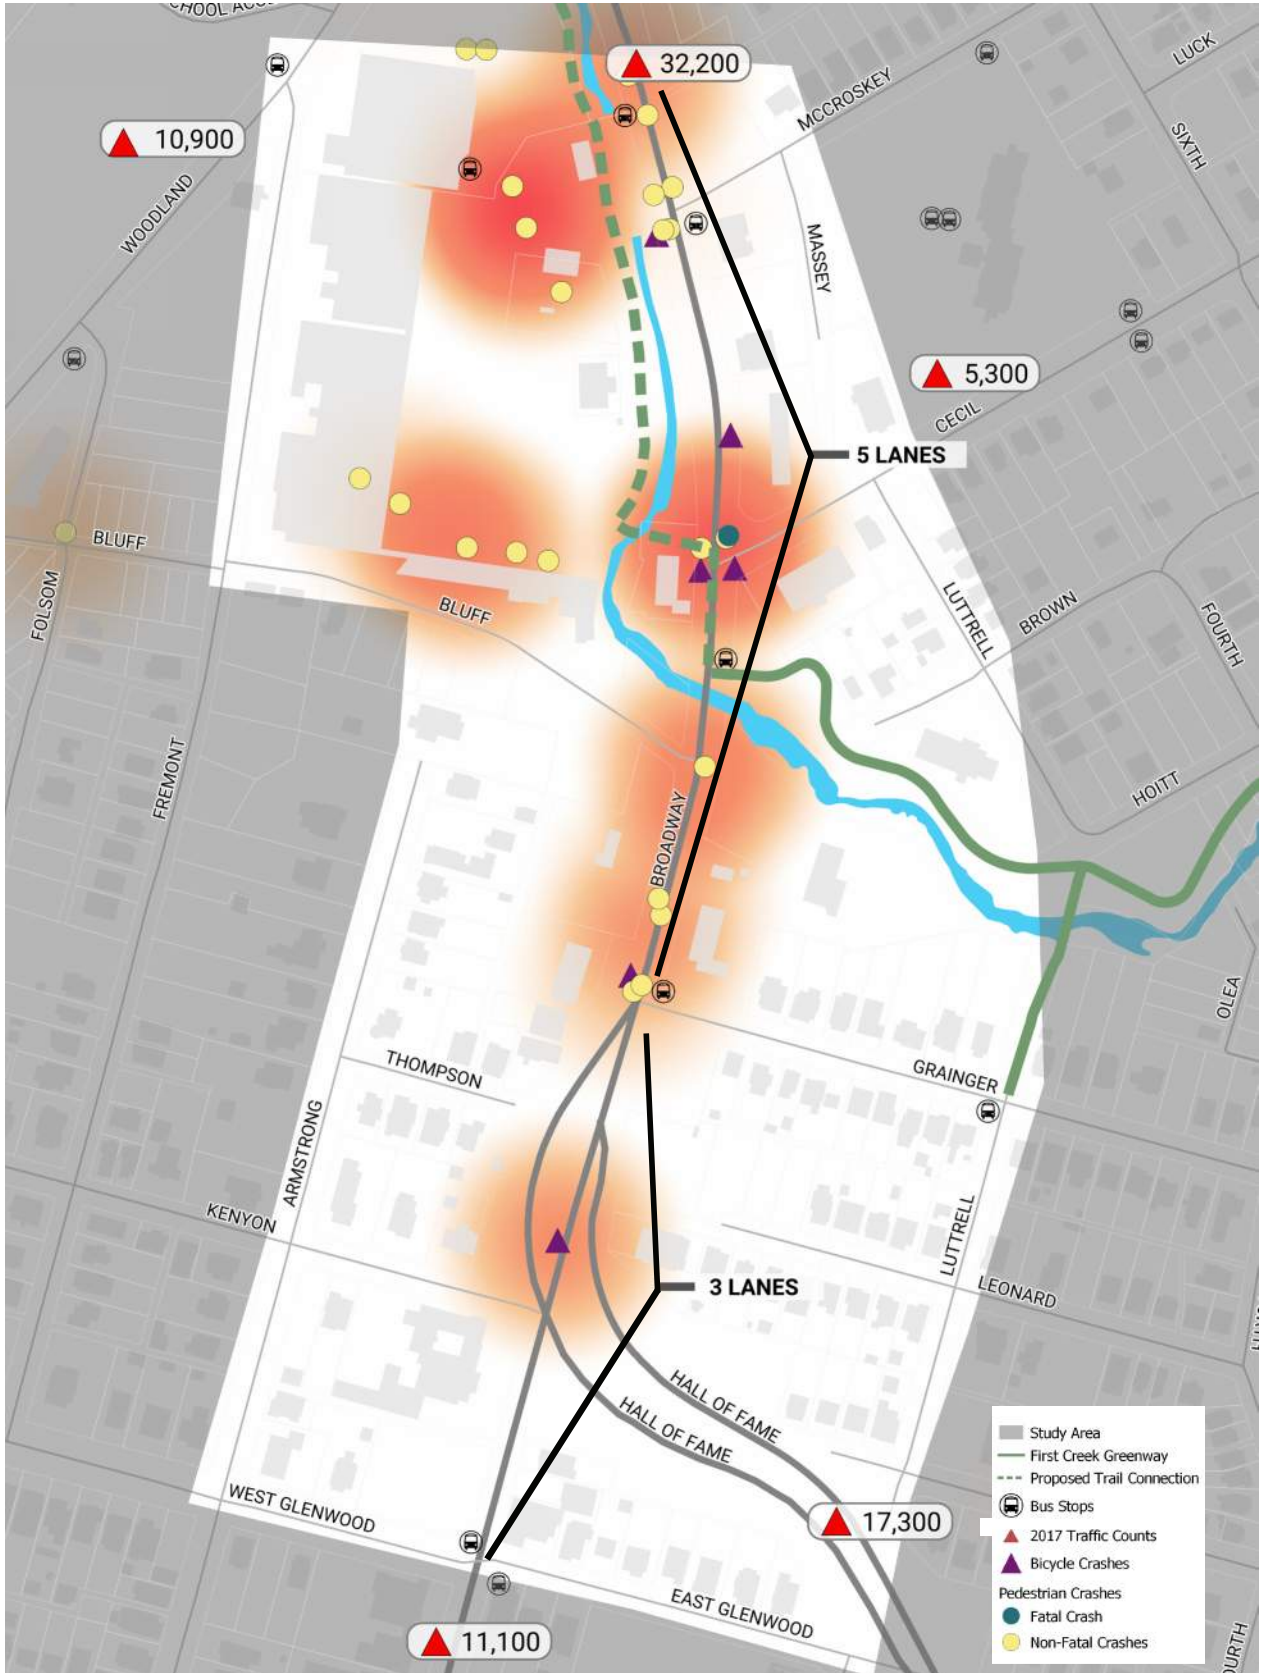 32,200
LUCK
MCCROSKEY
10,900
SIXTH
WOODLAND
MASSEY
5,300
CECIL
5 LANES
BLUFF
FOLSOM
BLUFF
LUTTRELL
BROWN
FOURTH
FREMONT
HOITT
BROADWAY
OLEA
THOMPSON
GRAINGER
ARMSTRONG
KENYON
LUTTRELL
LEONARD
3 LANES
HALL OF FAME
HALL OF FAME
WEST GLENWOOD
17,300
EAST GLENWOOD
11,100
Study Area
First Creek Greenway
Proposed Trail Connection
Bus Stops
2017 Traffic Counts
Bicycle Crashes
Pedestrian Crashes
Fatal Crash
Non-Fatal Crashes